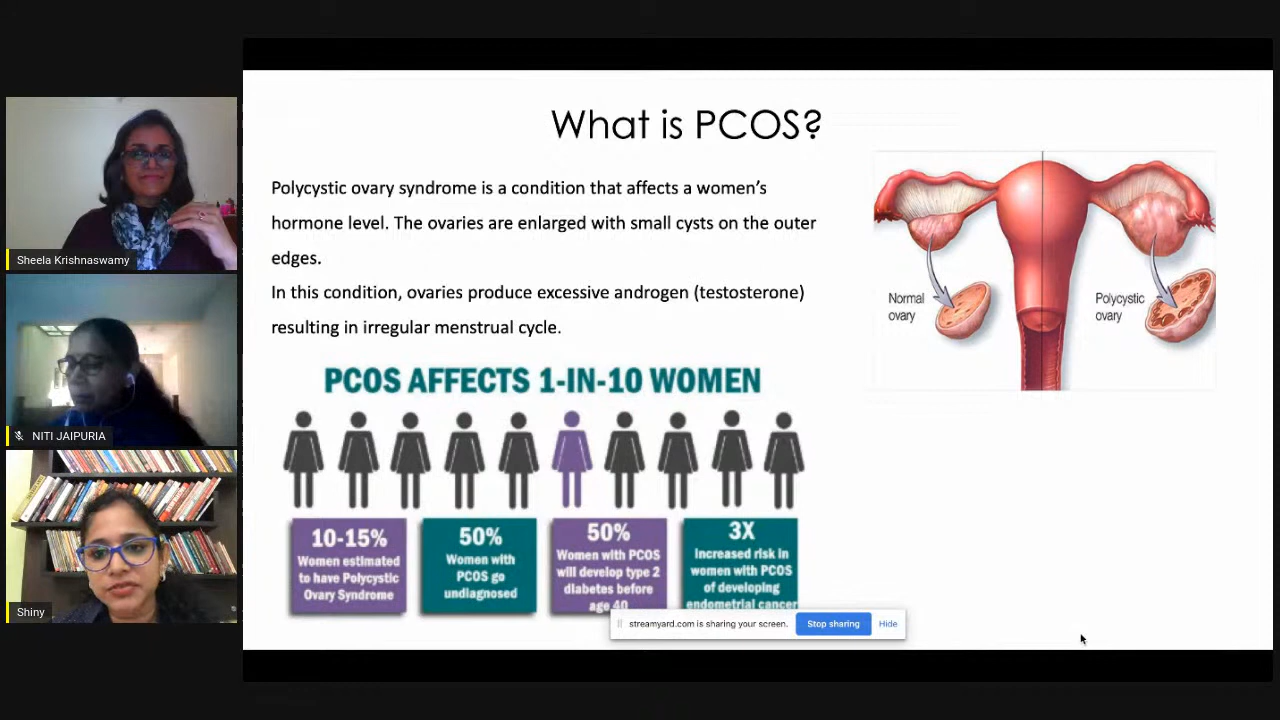 What is PCOS?
Polycystic ovary syndrome is a condition that affects a women's
hormone level. The ovaries are enlarged with small cysts on the outer
edges.
In this condition, ovaries produce excessive androgen (testosterone)
resulting in irregular menstrual cycle.
Normal
ovary
Polycystic
ovary
PCOS AFFECTS 1-IN-10 WOMEN
10-15%
Women estimated
to have Polycystic
Ovary Syndrome
50%
Women with
PCOS go
undiagnosed
50%
Women with PCOS
will develop type 2
diabetes before
age 40
3X
Increased risk in
women with PCOS
of developing
endometrial cancer
streamyard.com is sharing your screen.
Stop sharing
Hide
Sheela Krishnaswamy
NITI JAIPURIA
Shiny